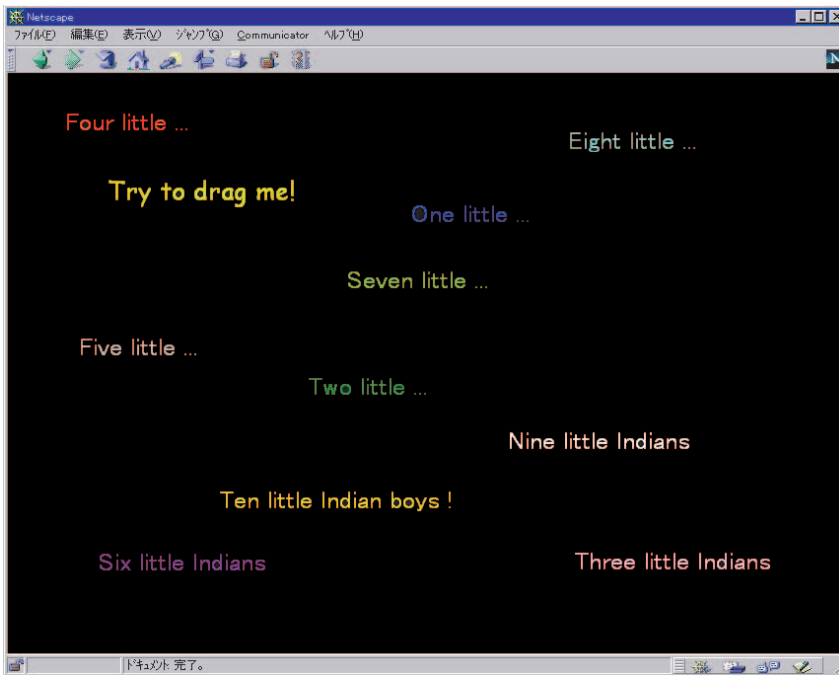 Netscape
ファイル(F) 編集(E) 表示(V) ジャンプ(G) Communicator ヘルプ(H)
N
Four little ...
Eight little ...
Try to drag me!
One little ...
Seven little ...
Five little ...
Two little ...
Nine little Indians
Ten little Indian boys !
Six little Indians
Three little Indians
ドキュメント 完了。